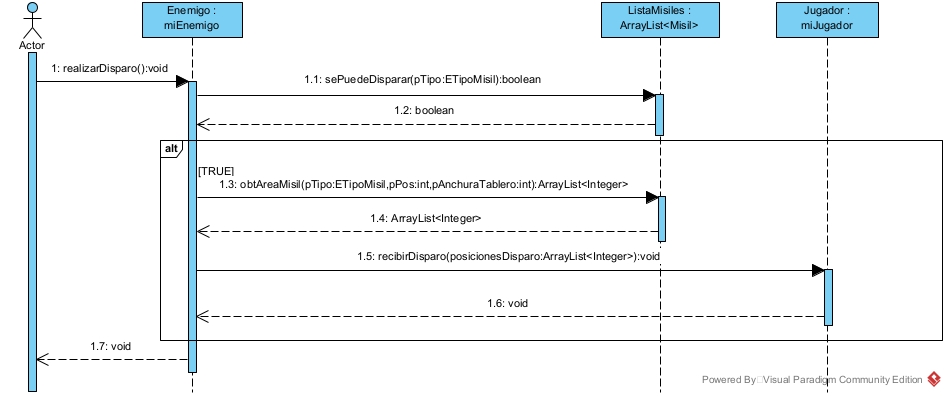 Enemigo :
miEnemigo
ListaMisiles :
ArrayList<Misil>
Jugador :
miJugador
Actor
1: realizarDisparo():void
1.1: sePuedeDisparar(pTipo:ETipoMisil):boolean
1.2: boolean
alt
[TRUE]
1.3: obtAreaMisil(pTipo:ETipoMisil,pPos:int,pAnchuraTablero:int):ArrayList<Integer>
1.4: ArrayList<Integer>
1.5: recibirDisparo(posicionesDisparo:ArrayList<Integer>):void
1.6: void
1.7: void
Powered By Visual Paradigm Community Edition